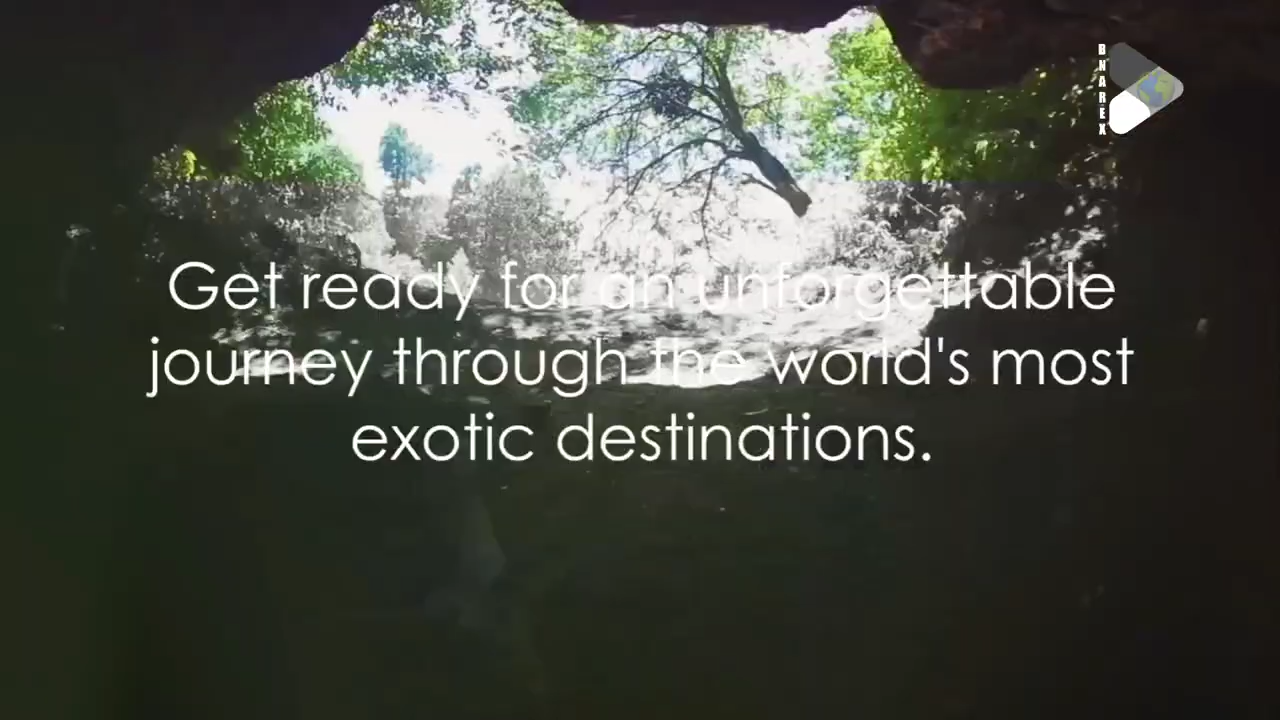 BNAREX
Get ready for an unforgettable
journey through the world's most
exotic destinations.